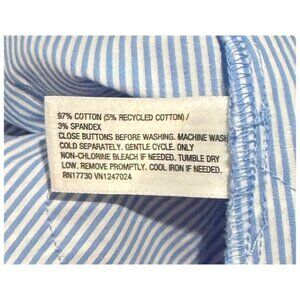 97% COTTON (5% RECYCLED COTTON) /
3% SPANDEX
CLOSE BUTTONS BEFORE WASHING. MACHINE WASH
COLD SEPARATELY. GENTLE CYCLE. ONLY
NON-CHLORINE BLEACH IF NEEDED. TUMBLE DRY
LOW. REMOVE PROMPTLY. COOL IRON IF NEEDED.
RN17730 VN1247024